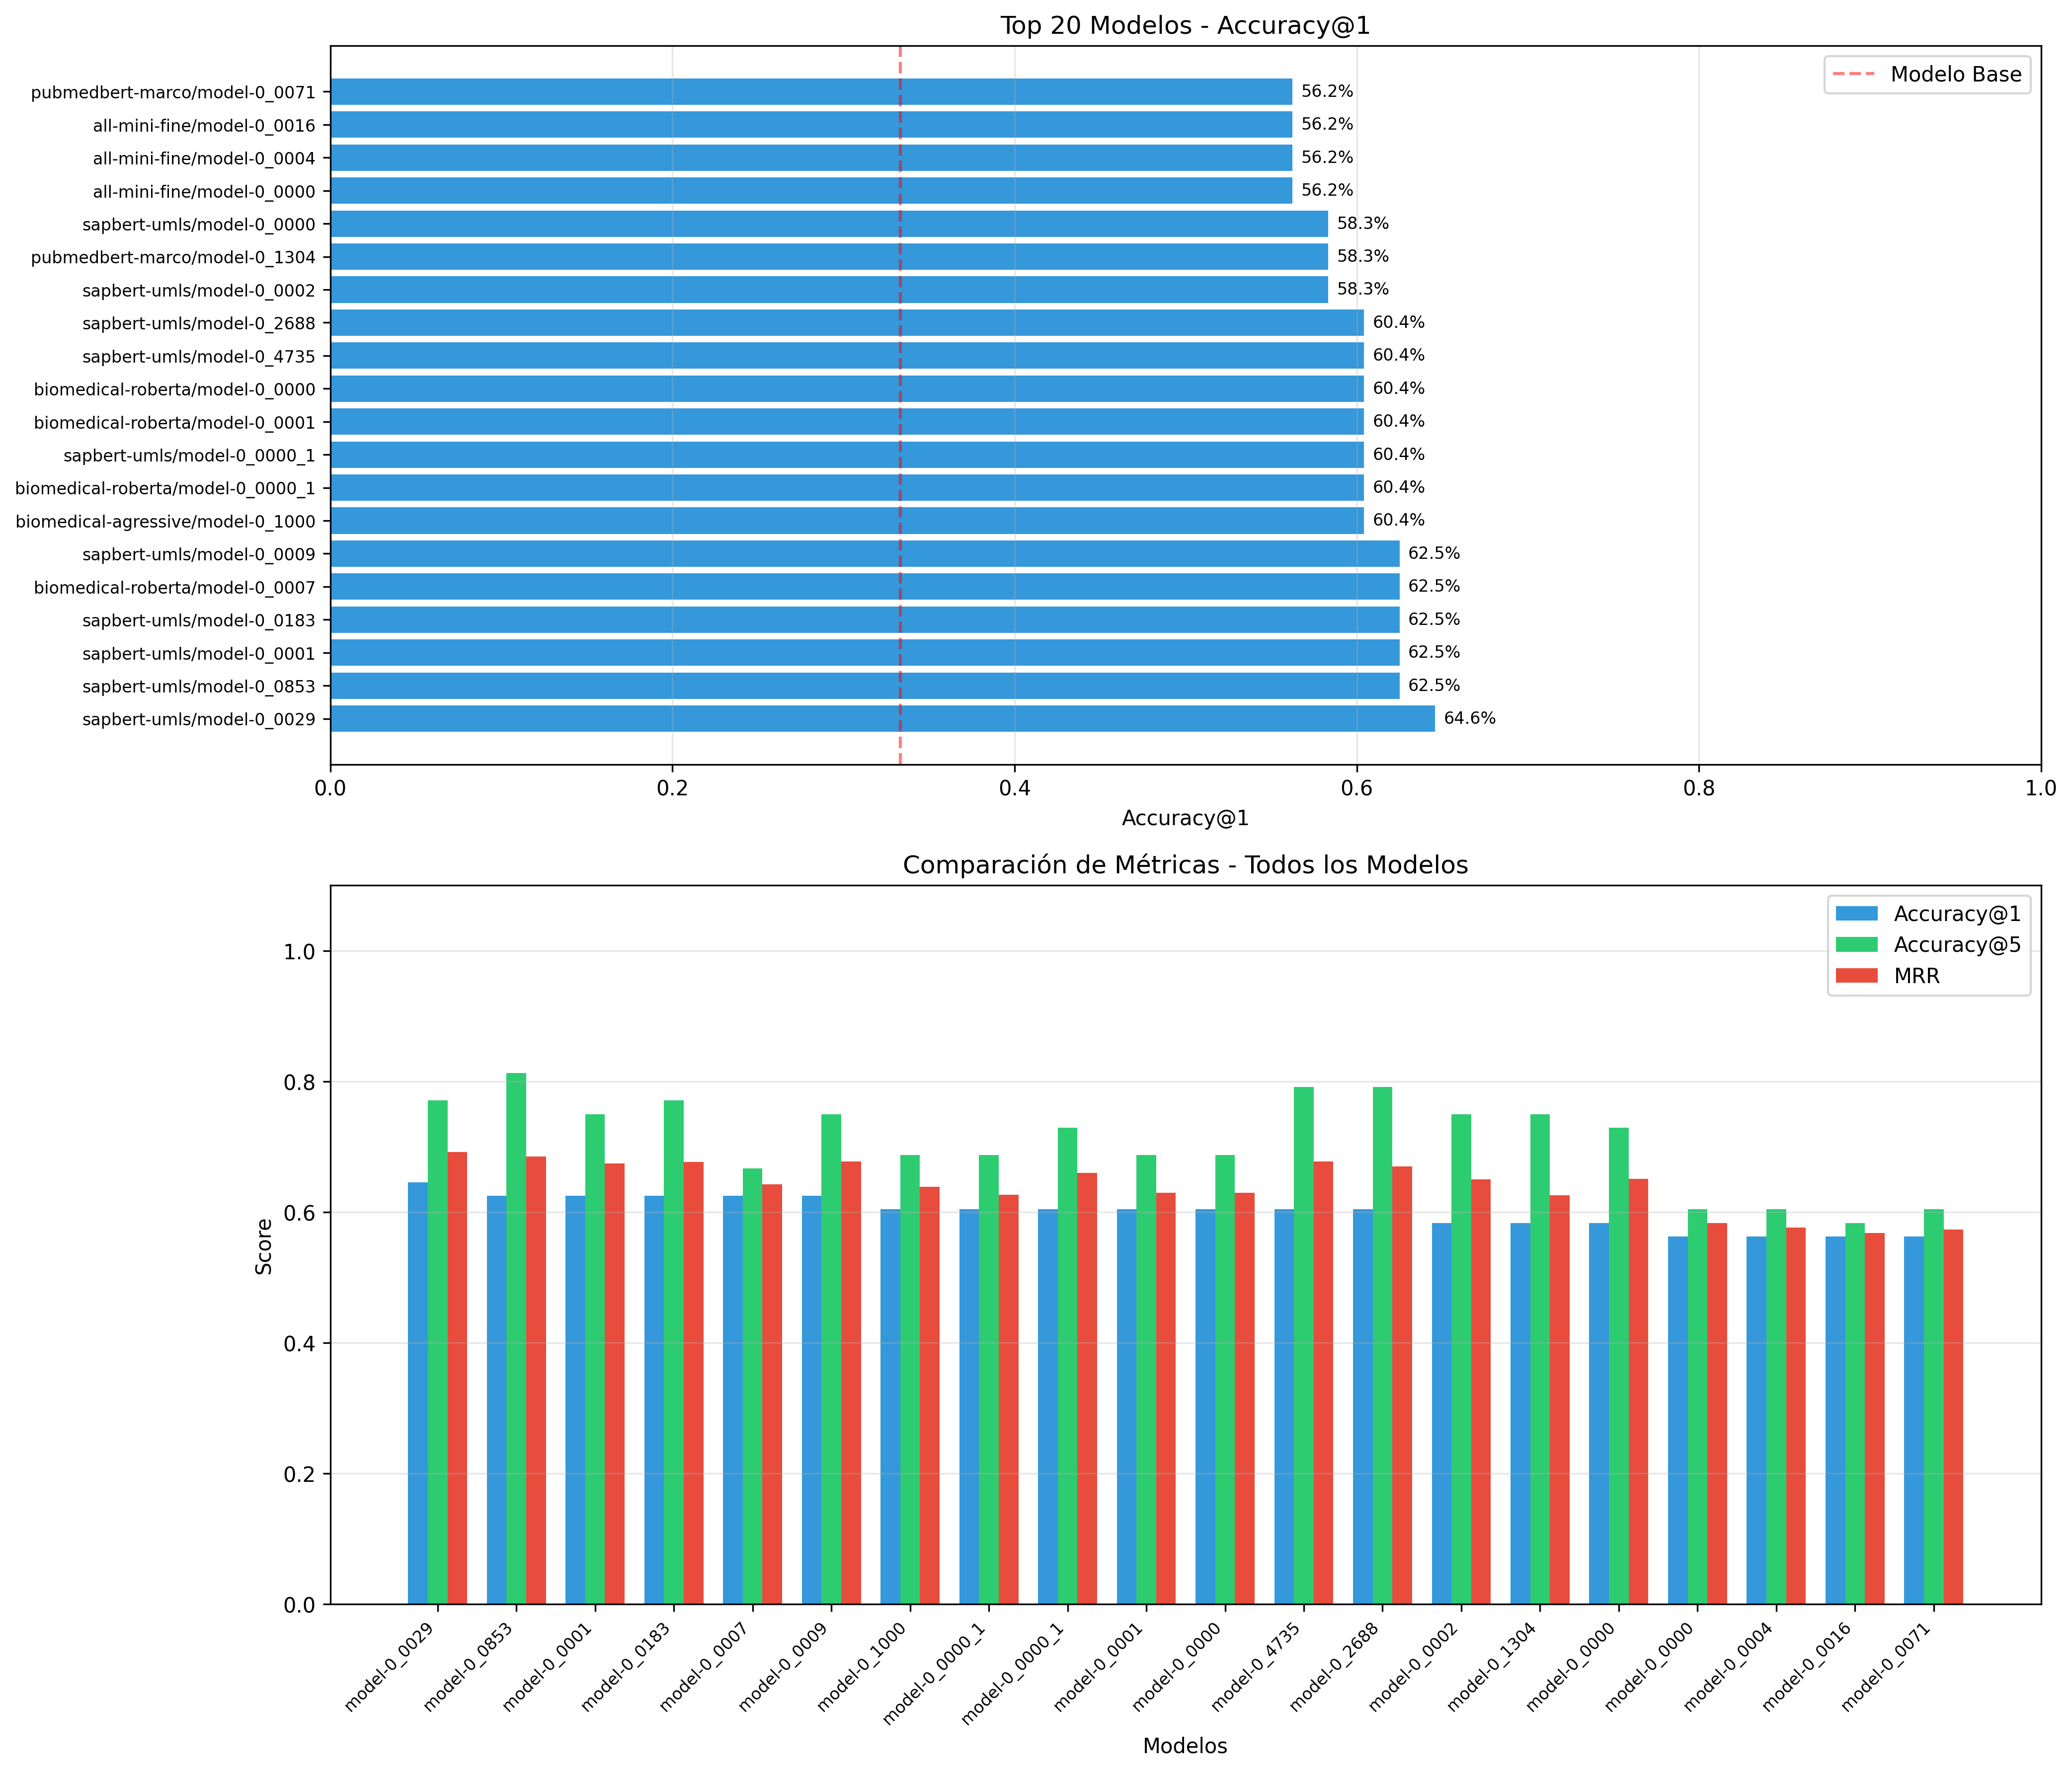 Top 20 Modelos - Accuracy@1
Modelo Base
pubmedbert-marco/model-0_0071 56.2%
all-mini-fine/model-0_0016 56.2%
all-mini-fine/model-0_0004 56.2%
all-mini-fine/model-0_0000 56.2%
sapbert-umls/model-0_0000 58.3%
pubmedbert-marco/model-0_1304 58.3%
sapbert-umls/model-0_0002 58.3%
sapbert-umls/model-0_2688 60.4%
sapbert-umls/model-0_4735 60.4%
biomedical-roberta/model-0_0000 60.4%
biomedical-roberta/model-0_0001 60.4%
sapbert-umls/model-0_0000_1 60.4%
biomedical-roberta/model-0_0000_1 60.4%
biomedical-agressive/model-0_1000 60.4%
sapbert-umls/model-0_0009 62.5%
biomedical-roberta/model-0_0007 62.5%
sapbert-umls/model-0_0183 62.5%
sapbert-umls/model-0_0001 62.5%
sapbert-umls/model-0_0853 62.5%
sapbert-umls/model-0_0029 64.6%
0.0 0.2 0.4 0.6 0.8 1.0
Accuracy@1
Comparación de Métricas - Todos los Modelos
Accuracy@1
Accuracy@5
MRR
1.0
0.8
0.6
0.4
0.2
0.0
Score
model-0_0029
model-0_0853
model-0_0001
model-0_0183
model-0_0007
model-0_0009
model-0_1000
model-0_0000_1
model-0_0000_1
model-0_0001
model-0_0000
model-0_4735
model-0_2688
model-0_0002
model-0_1304
model-0_0000
model-0_0000
model-0_0004
model-0_0016
model-0_0071
Modelos